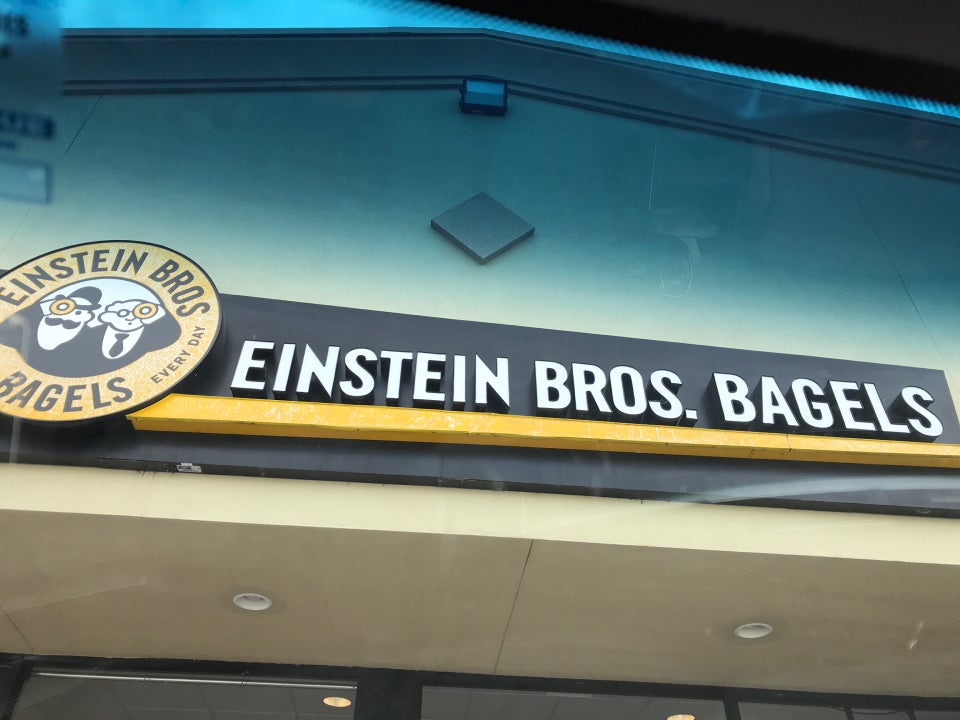 EINSTEIN BROS
BAGELS
EVERY DAY
EINSTEIN BROS. BAGELS